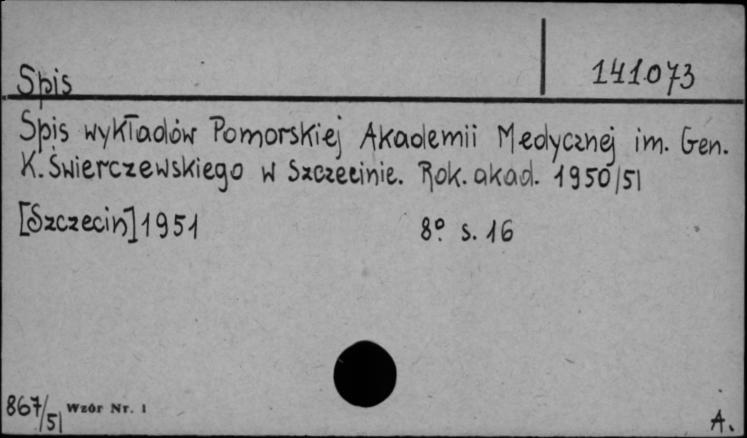 Spis
141073
Spis wykładów Pomorskiej Akademii Medycznej im. Gen.
K. Świerczewskiego w Szczecinie. Rok. akad. 1950/51
[Szczecin] 1951 8° s. 16
867/51 Wzór Nr. 1
A.